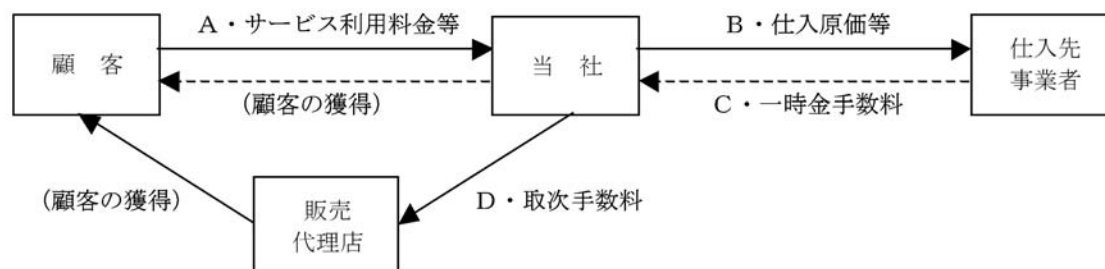 A・サービス利用料金等
B・仕入原価等
顧 客
当 社
仕入先
事業者
(顧客の獲得)
C・一時金手数料
(顧客の獲得)
販売
代理店
D・取次手数料